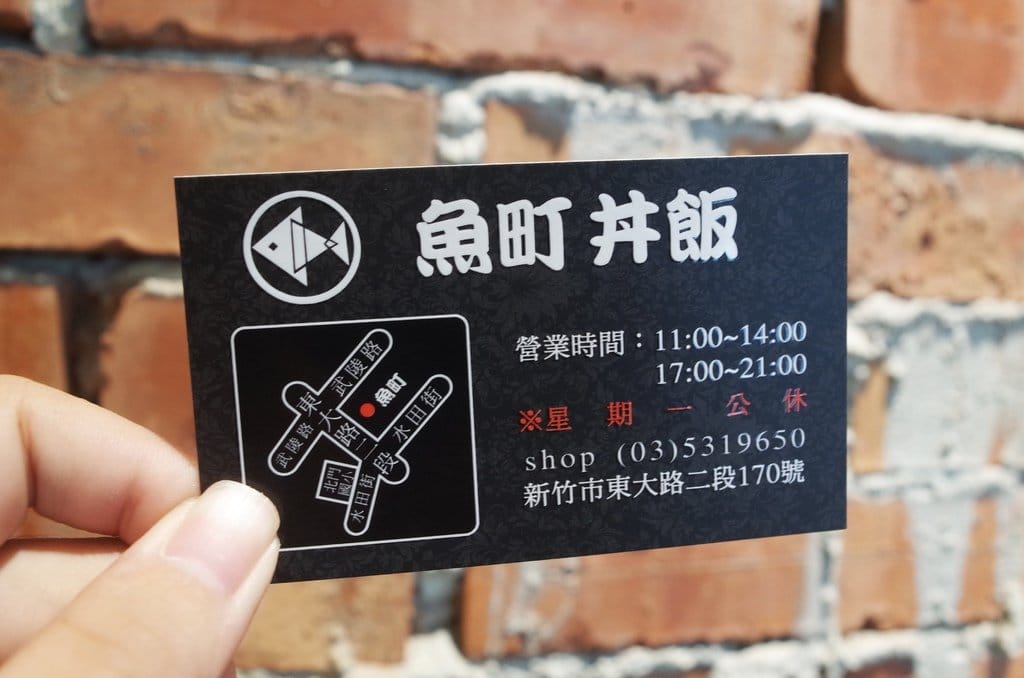 魚町 丼飯
營業時間：11:00~14:00
17:00~21:00
※星期一公休
shop (03)5319650
新竹市東大路二段170號
武陵路
魚町
東大路二段
武陵路
水田街
北門
國小
水田街